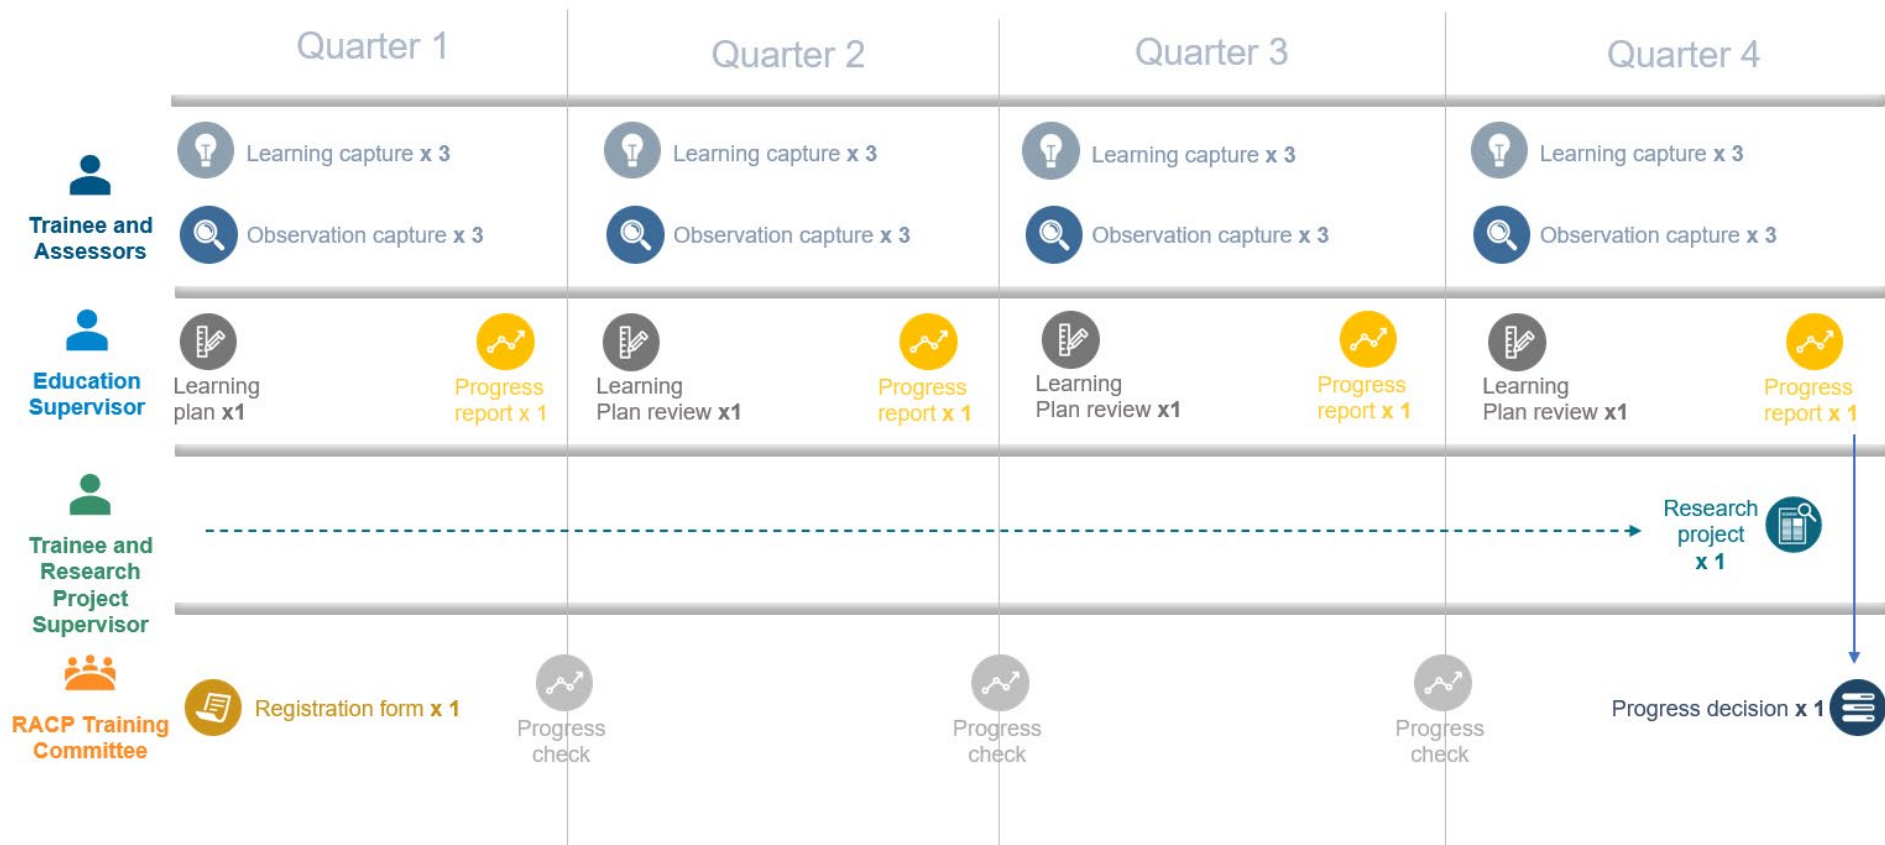 Quarter 1
Quarter 2
Quarter 3
Quarter 4
Trainee and
Assessors
Learning capture x 3
Learning capture x 3
Learning capture x 3
Learning capture x 3
Observation capture x 3
Observation capture x 3
Observation capture x 3
Observation capture x 3
Education
Supervisor
Learning
plan x1
Progress
report x 1
Learning
Plan review x1
Progress
report x 1
Learning
Plan review x1
Progress
report x 1
Learning
Plan review x1
Progress
report x 1
Trainee and
Research
Project
Supervisor
Research
project
x 1
RACP Training
Committee
Registration form x 1
Progress
check
Progress
check
Progress
check
Progress decision x 1